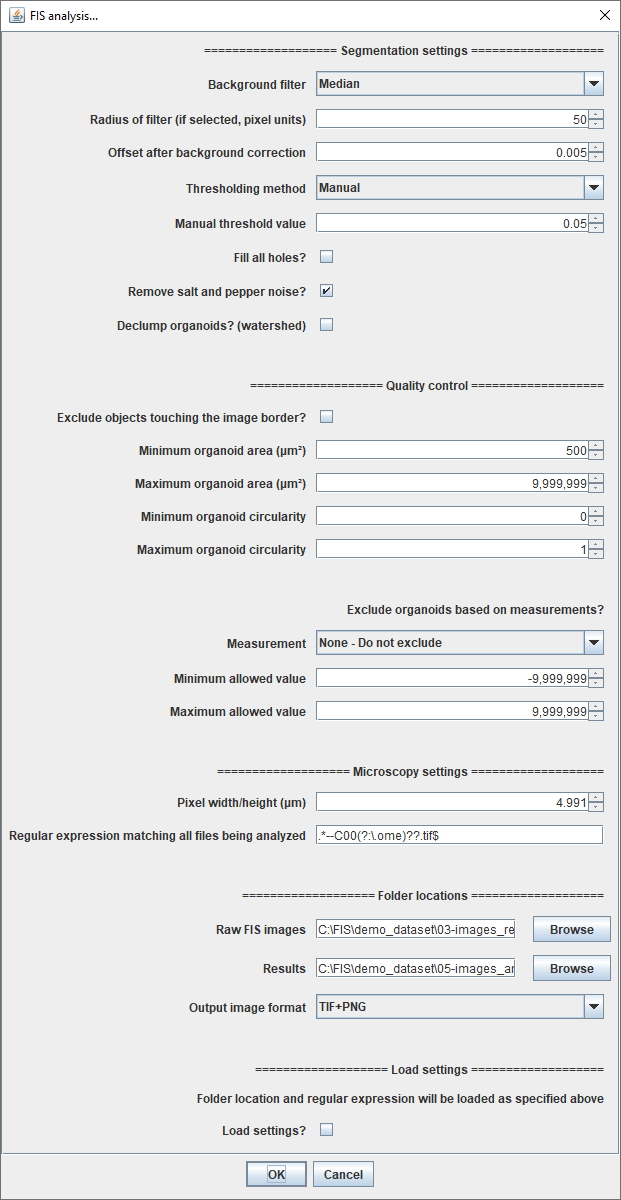 FIS analysis...
=================== Segmentation settings ===================
Background filter Median
Radius of filter (if selected, pixel units) 50
Offset after background correction 0.005
Thresholding method Manual
Manual threshold value 0.05
Fill all holes?
Remove salt and pepper noise?
Declump organoids? (watershed)
=================== Quality control ===================
Exclude objects touching the image border?
Minimum organoid area (µm²) 500
Maximum organoid area (µm²) 9,999,999
Minimum organoid circularity 0
Maximum organoid circularity 1
Exclude organoids based on measurements?
Measurement None - Do not exclude
Minimum allowed value -9,999,999
Maximum allowed value 9,999,999
=================== Microscopy settings ===================
Pixel width/height (µm) 4.991
Regular expression matching all files being analyzed .*--C00(?:\.ome)??.tif$
=================== Folder locations ===================
Raw FIS images C:\FIS\demo_dataset\03-images_re Browse
Results C:\FIS\demo_dataset\05-images_ar Browse
Output image format TIF+PNG
=================== Load settings ===================
Folder location and regular expression will be loaded as specified above
Load settings?
OK Cancel